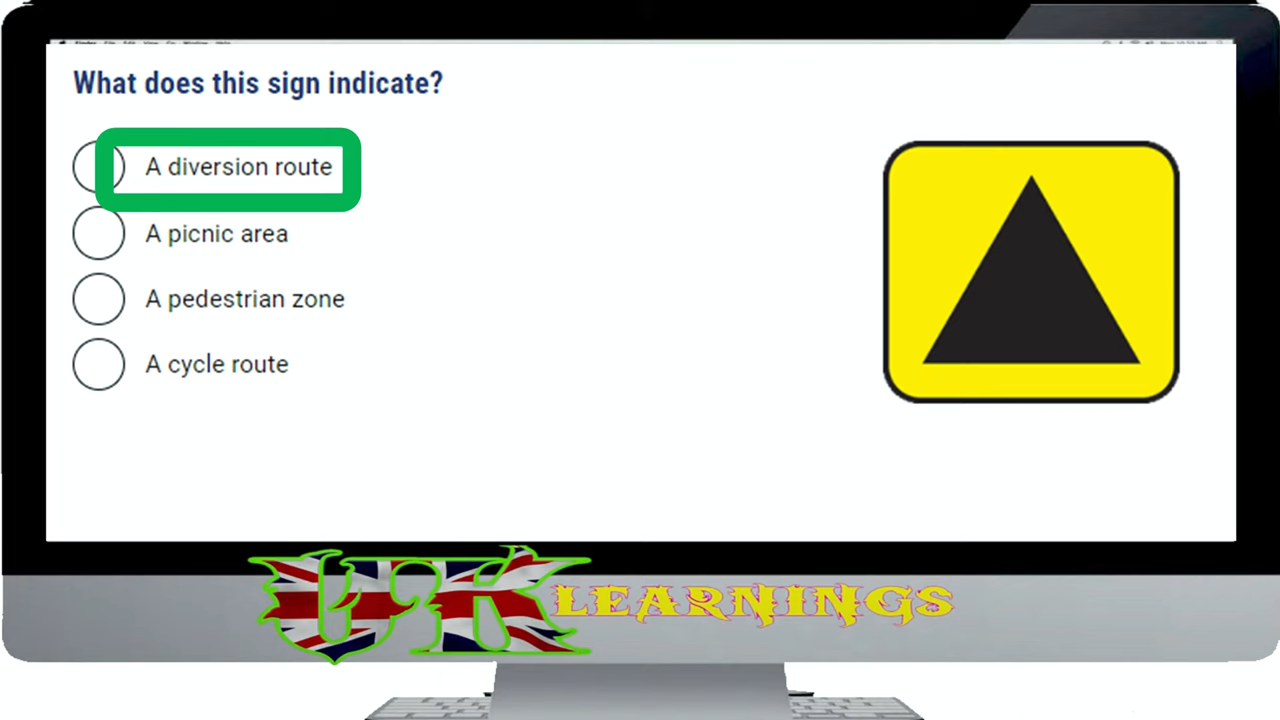 What does this sign indicate?
A diversion route
A picnic area
A pedestrian zone
A cycle route
UK LEARNINGS